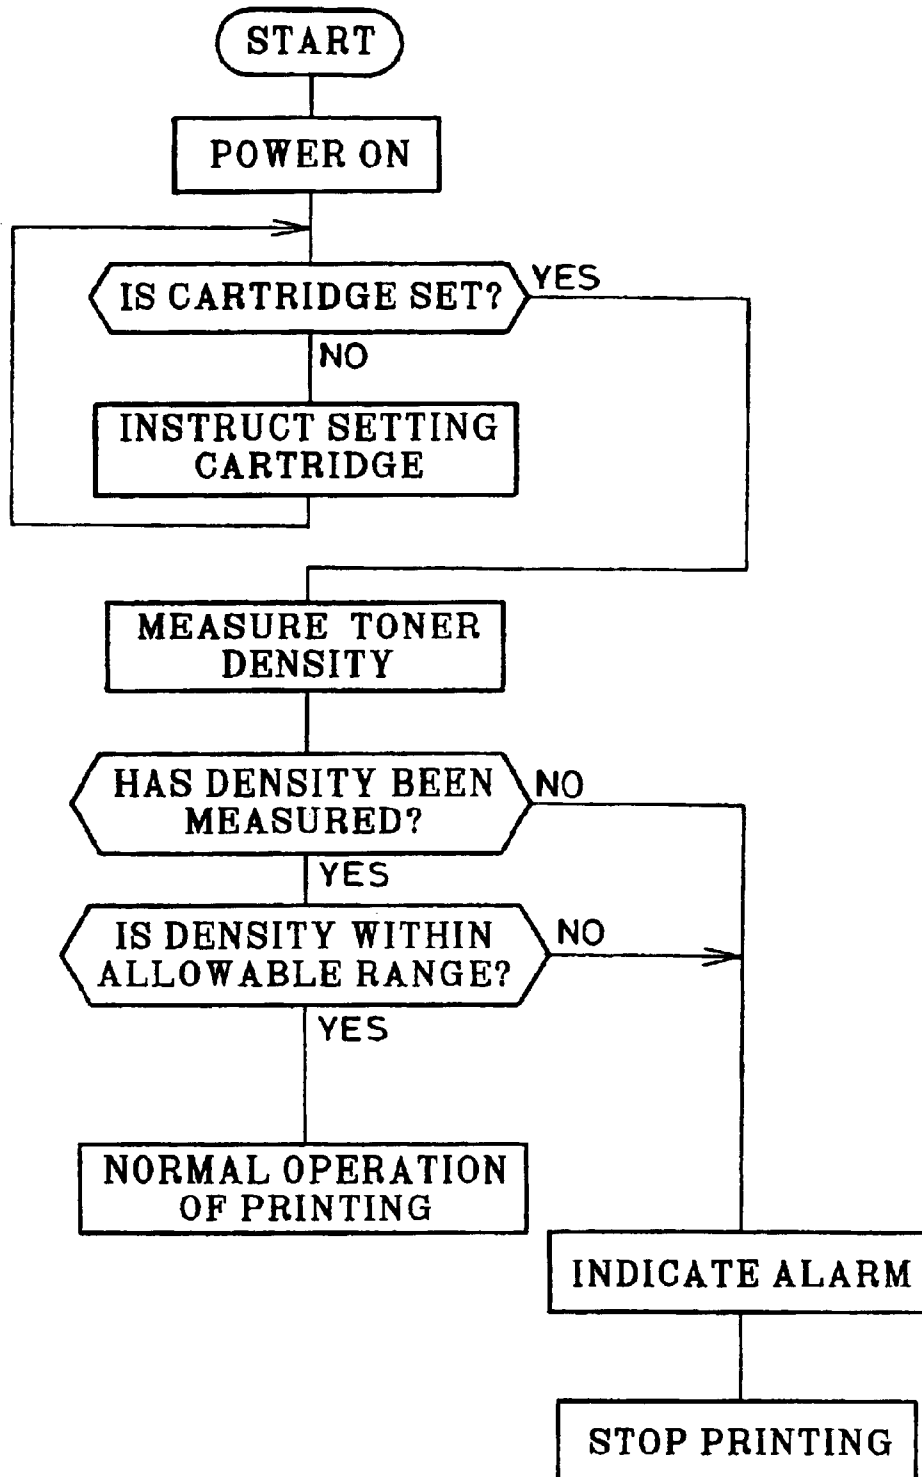 START
POWER ON
IS CARTRIDGE SET?
YES
NO
INSTRUCT SETTING
CARTRIDGE
MEASURE TONER
DENSITY
HAS DENSITY BEEN
MEASURED?
NO
YES
IS DENSITY WITHIN
ALLOWABLE RANGE?
NO
YES
NORMAL OPERATION
OF PRINTING
INDICATE ALARM
STOP PRINTING